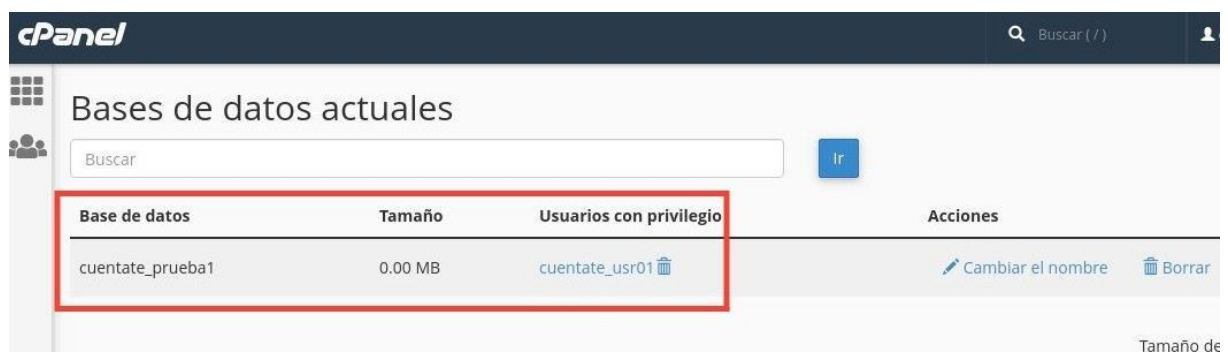 cPanel
Buscar ( / )
Bases de datos actuales
Buscar
Ir
Base de datos Tamaño Usuarios con privilegio Acciones
cuentate_prueba1 0.00 MB cuentate_usr01 Cambiar el nombre Borrar
Tamaño de